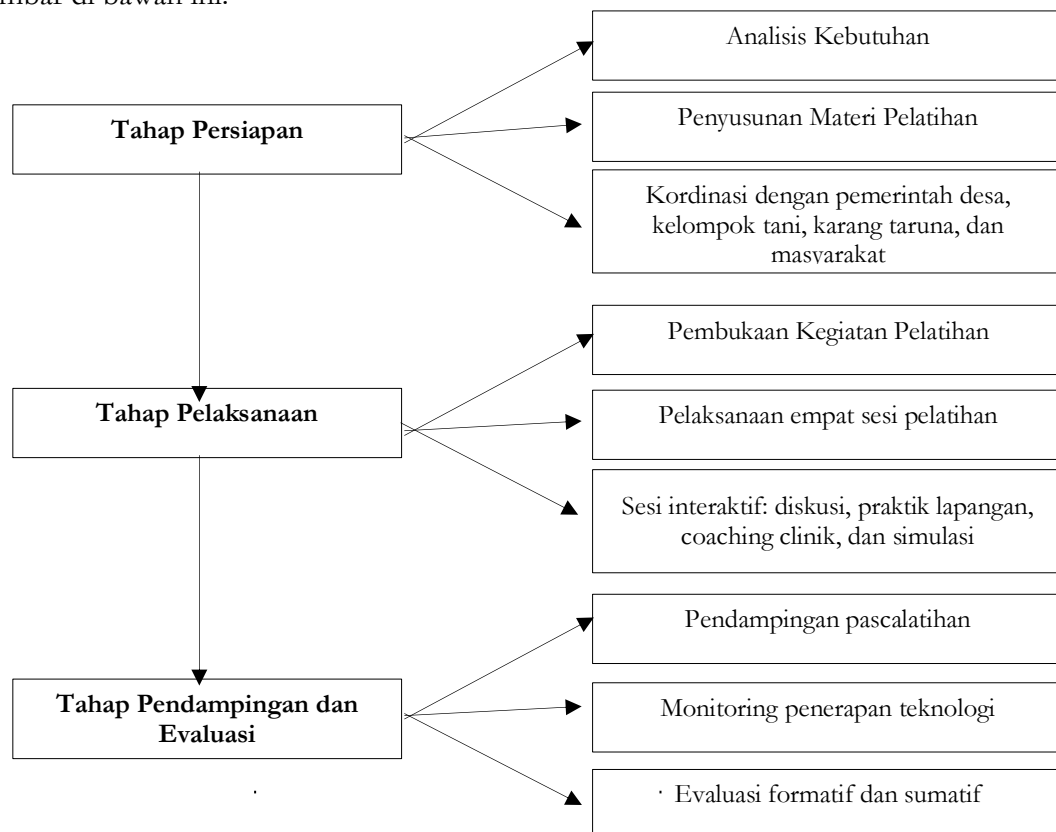 Analisis Kebutuhan
Tahap Persiapan
Penyusunan Materi Pelatihan
Kordinasi dengan pemerintah desa,
kelompok tani, karang taruna, dan
masyarakat
Pembukaan Kegiatan Pelatihan
Tahap Pelaksanaan
Pelaksanaan empat sesi pelatihan
Sesi interaktif: diskusi, praktik lapangan,
coaching clinik, dan simulasi
Pendampingan pascalatihan
Tahap Pendampingan dan
Evaluasi
Monitoring penerapan teknologi
Evaluasi formatif dan sumatif